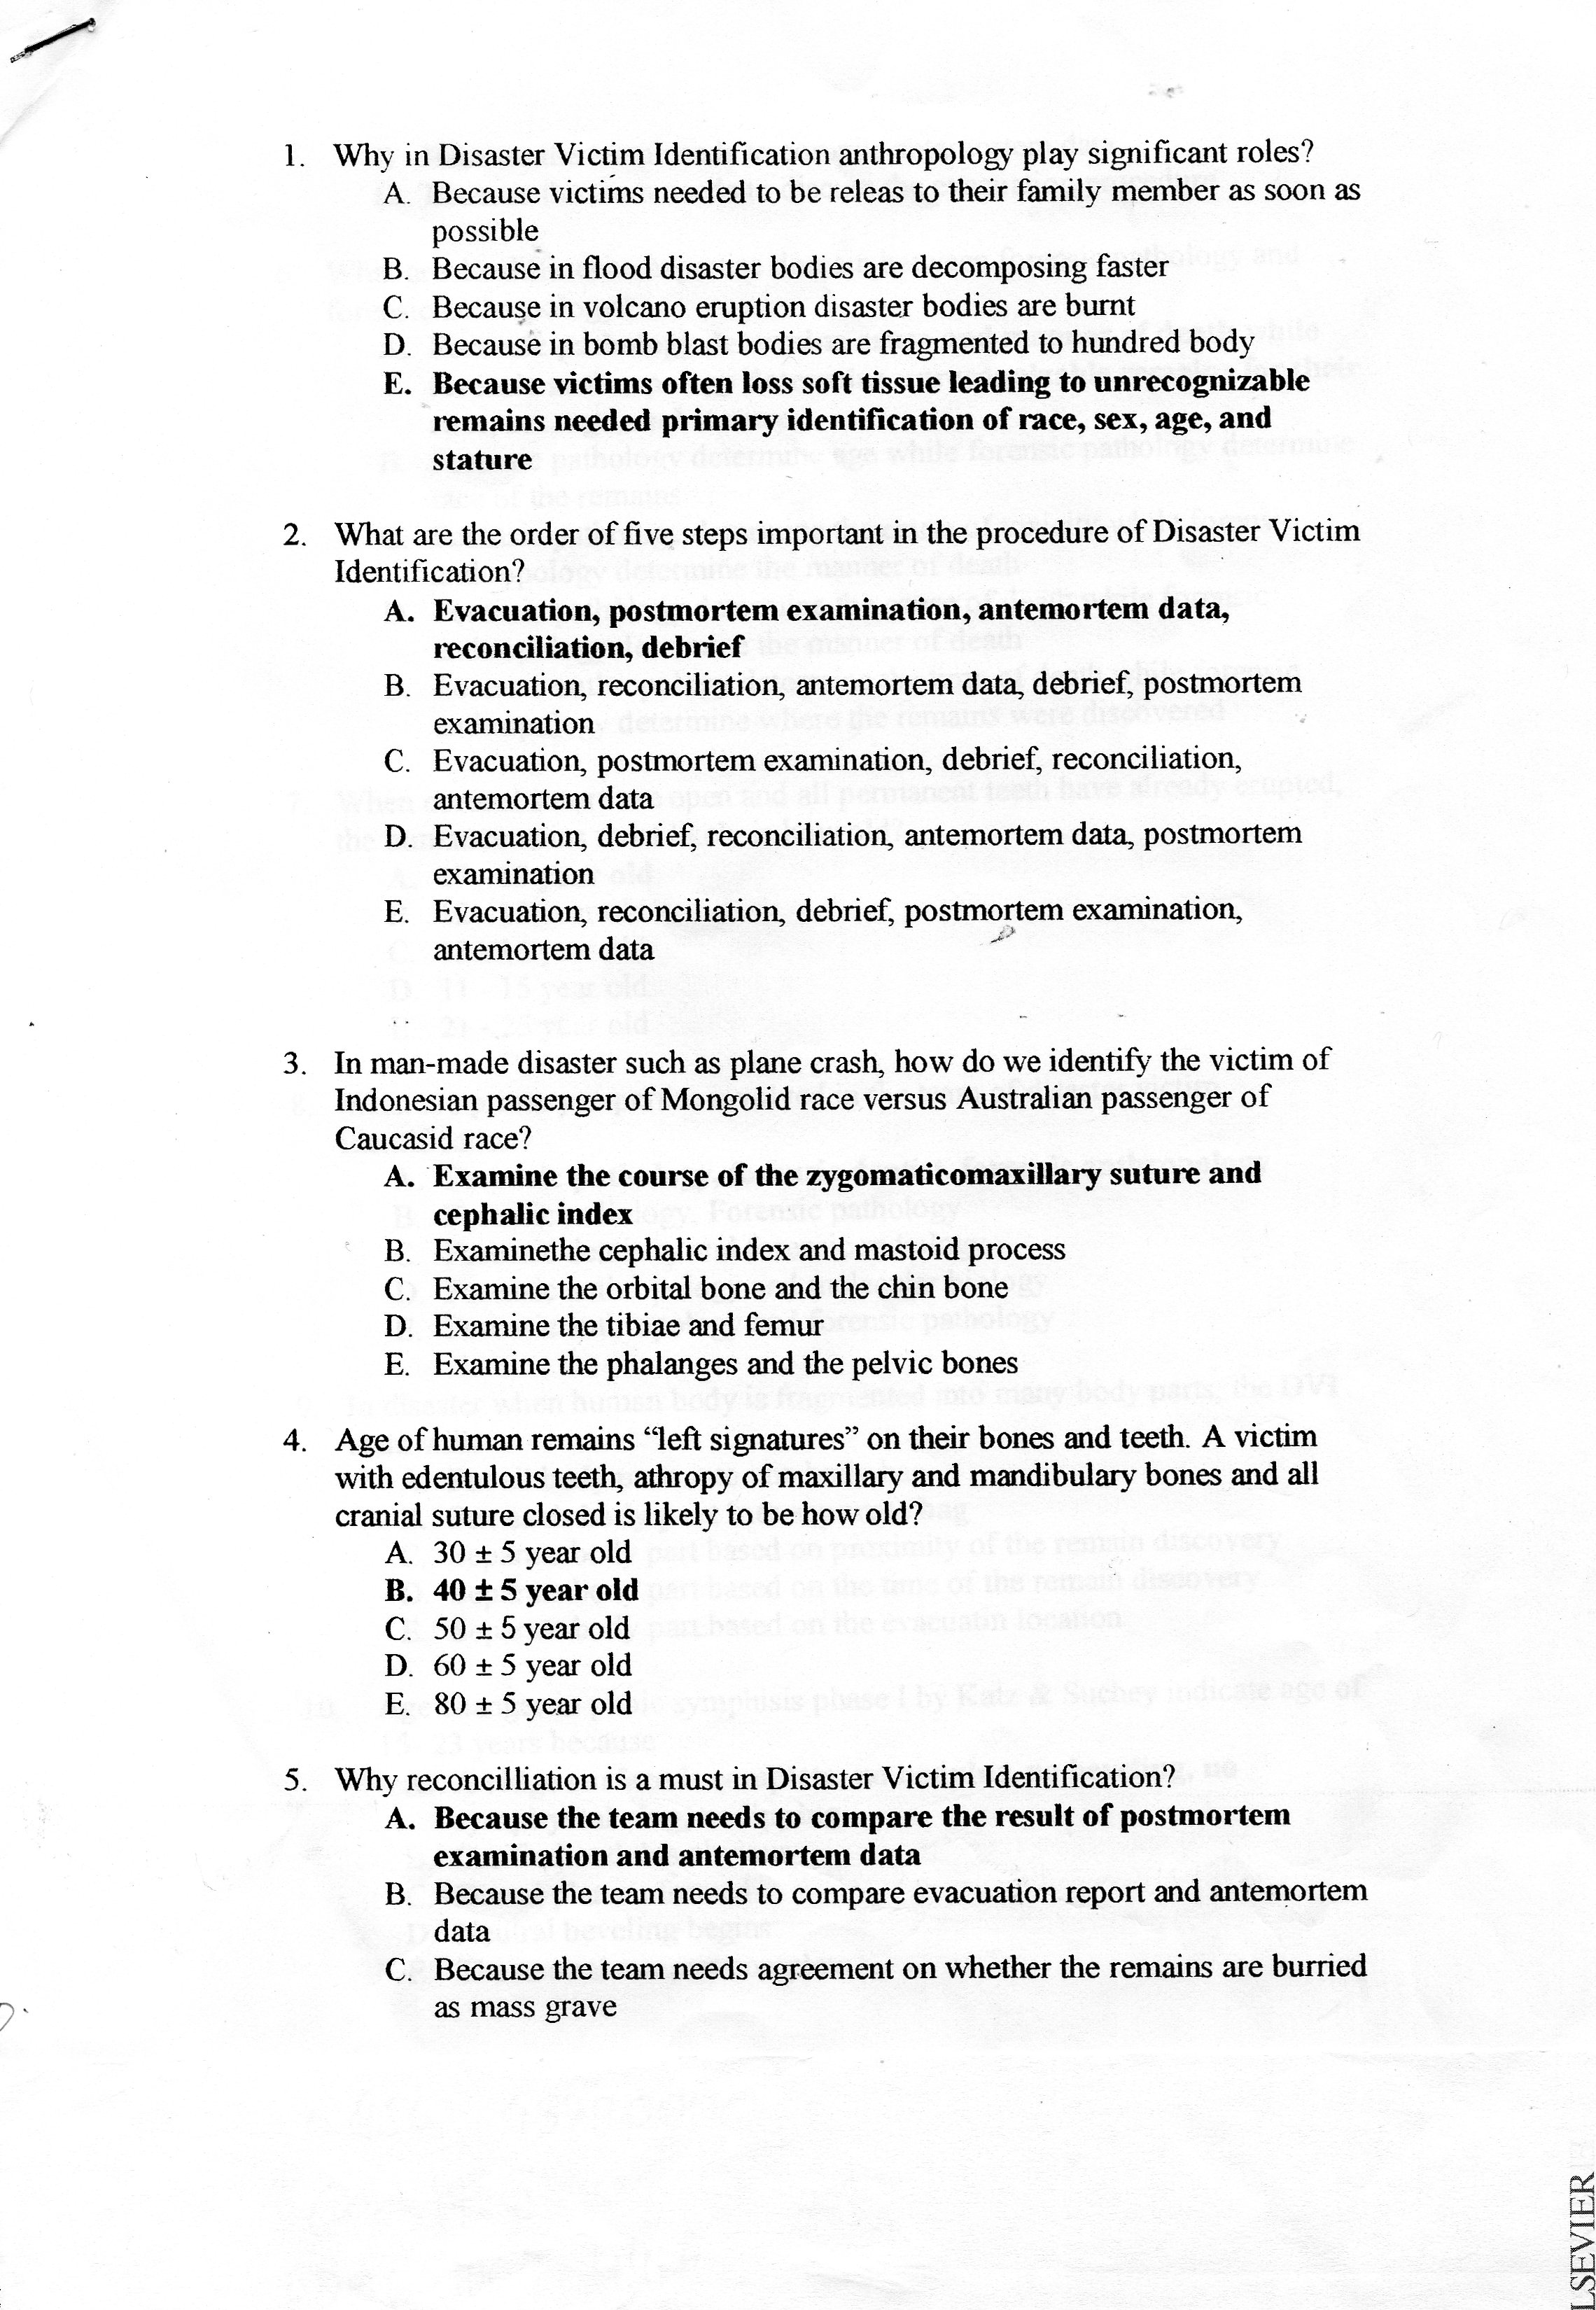 1. Why in Disaster Victim Identification anthropology play significant roles?
A. Because victims needed to be releas to their family member as soon as
possible
B. Because in flood disaster bodies are decomposing faster
C. Because in volcano eruption disaster bodies are burnt
D. Because in bomb blast bodies are fragmented to hundred body
E. Because victims often loss soft tissue leading to unrecognizable
remains needed primary identification of race, sex, age, and
stature
2. What are the order of five steps important in the procedure of Disaster Victim
Identification?
A. Evacuation, postmortem examination, antemortem data,
reconciliation, debrief
B. Evacuation, reconciliation, antemortem data, debrief, postmortem
examination
C. Evacuation, postmortem examination, debrief, reconciliation,
antemortem data
D. Evacuation, debrief, reconciliation, antemortem data, postmortem
examination
E. Evacuation, reconciliation, debrief, postmortem examination,
antemortem data
3. In man-made disaster such as plane crash, how do we identify the victim of
Indonesian passenger of Mongolid race versus Australian passenger of
Caucasid race?
A. Examine the course of the zygomaticomaxillary suture and
cephalic index
B. Examinethe cephalic index and mastoid process
C. Examine the orbital bone and the chin bone
D. Examine the tibiae and femur
E. Examine the phalanges and the pelvic bones
4. Age of human remains “left signatures” on their bones and teeth. A victim
with edentulous teeth, athropy of maxillary and mandibulary bones and all
cranial suture closed is likely to be how old?
A. 30 ± 5 year old
B. 40 ± 5 year old
C. 50 ± 5 year old
D. 60 ± 5 year old
E. 80 ± 5 year old
5. Why reconcilliation is a must in Disaster Victim Identification?
A. Because the team needs to compare the result of postmortem
examination and antemortem data
B. Because the team needs to compare evacuation report and antemortem
data
C. Because the team needs agreement on whether the remains are burried
as mass grave
LSEVIER